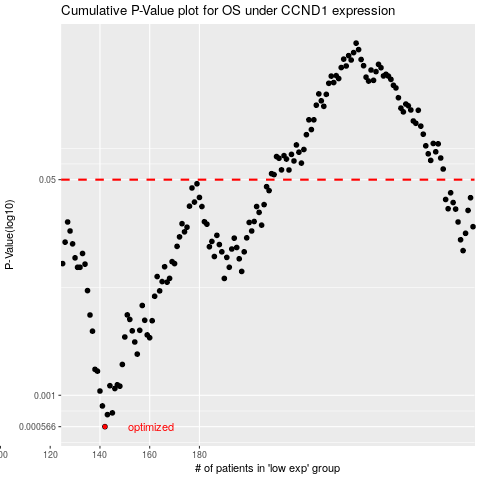 Cumulative P-Value plot for OS under CCND1 expression
P-Value(log10)
0.05
0.001
0.000566
optimized
00 120 140 160 180
# of patients in 'low exp' group